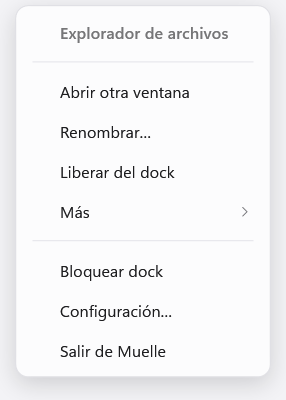 Explorador de archivos
Abrir otra ventana
Renombrar...
Liberar del dock
Más
Bloquear dock
Configuración...
Salir de Muelle